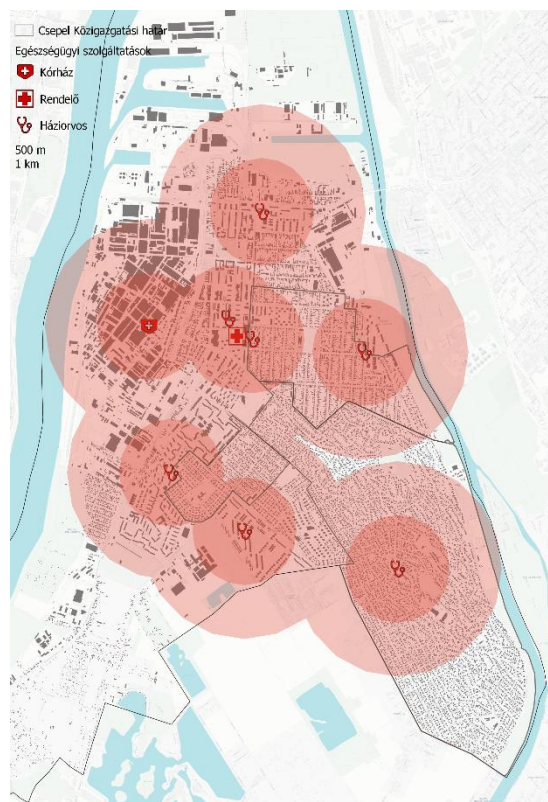 Csepel Közigazgatási határ
Egészségügyi szolgáltatások
Kórház
Rendelő
Háziorvos
500 m
1 km